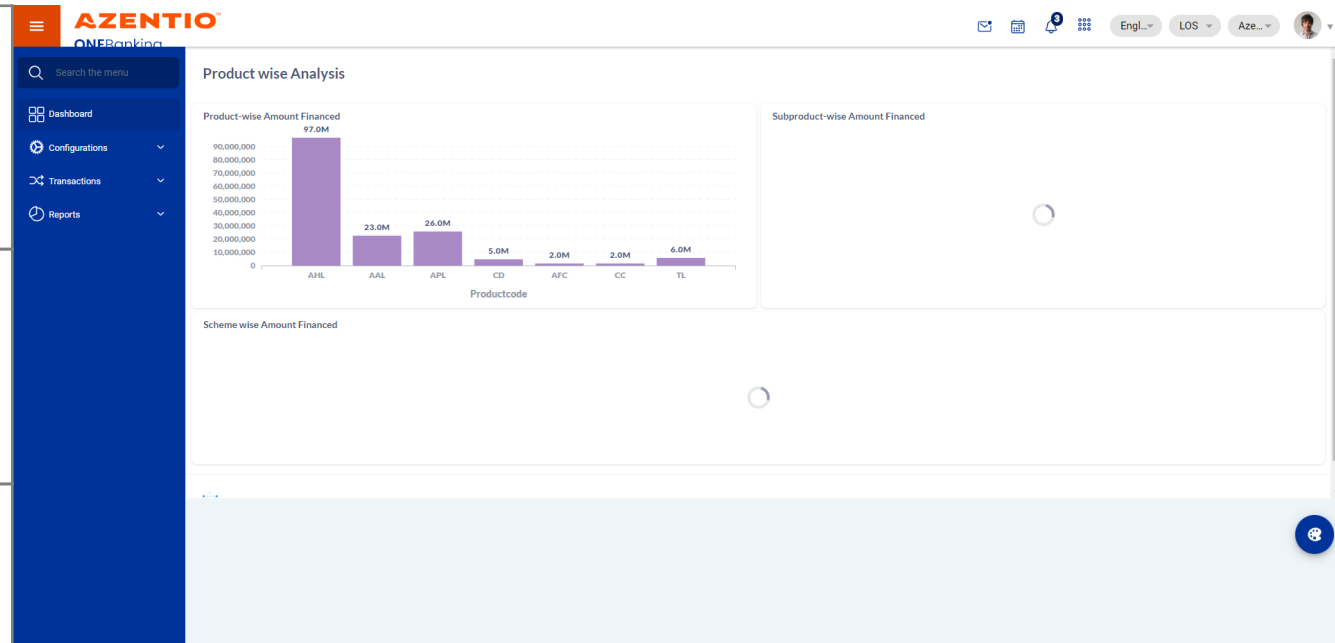 AZENTIO™
ONEBanking
3
Engl...
LOS
Aze...
Search the menu
Dashboard
Configurations
Transactions
Reports
Product wise Analysis
Product-wise Amount Financed
97.0M
90,000,000
80,000,000
70,000,000
60,000,000
50,000,000
40,000,000
30,000,000
20,000,000
10,000,000
0
23.0M
26.0M
5.0M
2.0M
2.0M
6.0M
AHL AAL APL CD AFC CC TL
Productcode
Subproduct-wise Amount Financed
Scheme wise Amount Financed